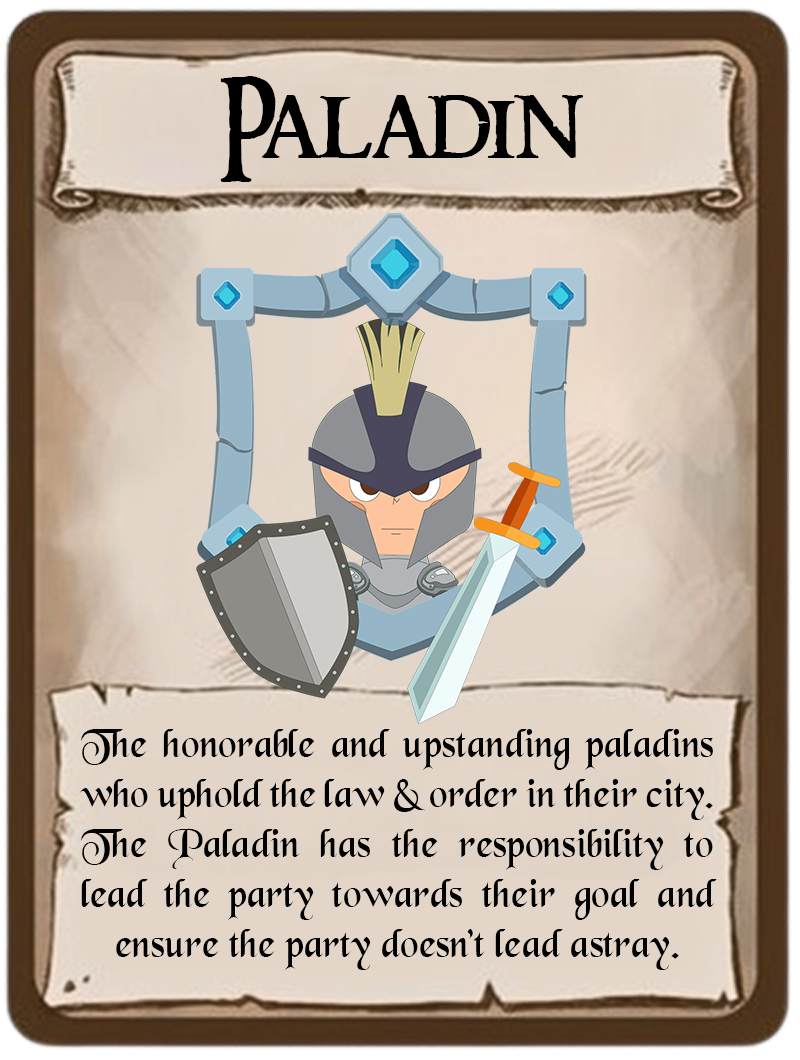 Paladin
The honorable and upstanding paladins
who uphold the law & order in their city.
The Paladin has the responsibility to
lead the party towards their goal and
ensure the party doesn't lead astray.